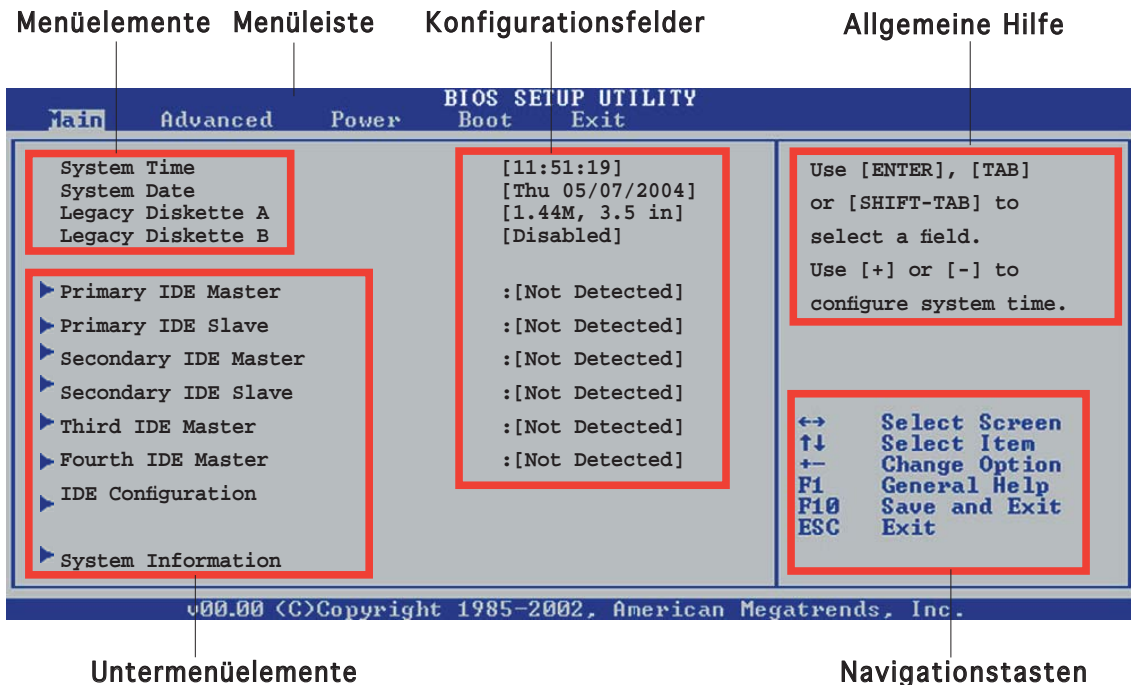 Menüelemente Menüleiste Konfigurationsfelder Allgemeine Hilfe
BIOS SETUP UTILITY
Main Advanced Power Boot Exit
System Time [11:51:19]
System Date [Thu 05/07/2004]
Legacy Diskette A [1.44M, 3.5 in]
Legacy Diskette B [Disabled]
Primary IDE Master :[Not Detected]
Primary IDE Slave :[Not Detected]
Secondary IDE Master :[Not Detected]
Secondary IDE Slave :[Not Detected]
Third IDE Master :[Not Detected]
Fourth IDE Master :[Not Detected]
IDE Configuration
System Information
Use [ENTER], [TAB]
or [SHIFT-TAB] to
select a field.
Use [+] or [-] to
configure system time.
←→ Select Screen
↑↓ Select Item
+- Change Option
F1 General Help
F10 Save and Exit
ESC Exit
v00.00 (C)Copyright 1985-2002, American Megatrends, Inc.
Untermenüelemente Navigationstasten